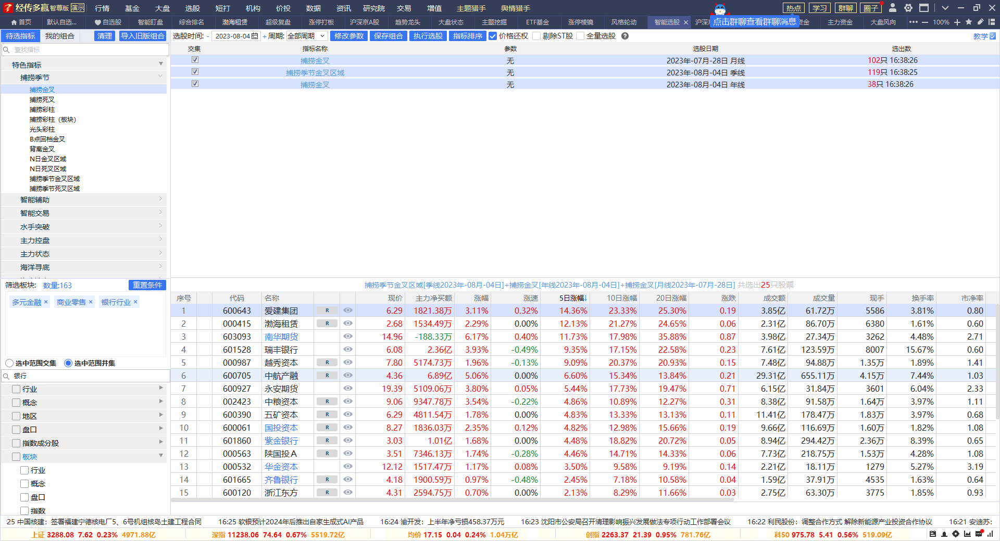 经传多赢 智尊版 演示 行情 基金 大盘 选股 短打 机构 价投 数据 资讯 研究院 交易 增值 主题猎手 舆情猎手 热点 学习 群聊 圈子
首页 默认自选... 自选股 智能盯盘 综合排名 渤海租赁 超级复盘 涨停打板 沪深京A股 趋势龙头 大盘状态 主题挖掘 ETF基金 涨停棱镜 风格轮动 智能选股 × 沪深京 点击群聊查看群聊消息 资金 主力资金 大盘风向 ••• 100%
待选指标 我的组合 清理 导入旧版组合 选股时间: - 2023-08-04 + 周期: 全部周期 修改参数 保存组合 执行选股 指标排序 价格还权 剔除ST股 全量选股 ? 教学
查找指标
交集 指标名称 参数 选股日期 选出数
捕捞金叉 无 2023年-07月-28日 月线 102只 16:38:26
捕捞季节金叉区域 无 2023年-08月-04日 季线 119只 16:38:25
捕捞金叉 无 2023年-08月-04日 年线 38只 16:38:26
特色指标
捕捞季节
捕捞金叉
捕捞死叉
捕捞彩柱
捕捞彩柱（板块）
光头彩柱
B点回档金叉
背离金叉
N日金叉区域
N日死叉区域
捕捞季节金叉区域
捕捞季节死叉区域
智能辅助
智能交易
水手突破
主力控盘
主力状态
海洋寻底
筛选板块: 数量:163 重置条件
多元金融 × 商业零售 × 银行行业 ×
选中范围交集 选中范围并集
银行
行业
概念
地区
盘口
指数成分股
板块
行业
概念
盘口
指数
捕捞季节金叉区域[季线2023年-08月-04日]+捕捞金叉[年线2023年-08月-04日]+捕捞金叉[月线2023年-07月-28日] 共选出25只股票
序号 代码 名称 现价 主力净买额 涨幅 涨速 5日涨幅↓ 10日涨幅 20日涨幅 涨跌 成交额 成交量 现手 换手率 市净率
1 600643 爱建集团 R 6.29 1821.38万 3.11% 0.32% 14.36% 23.33% 25.30% 0.19 3.85亿 61.72万 5586 3.81% 0.80
2 000415 渤海租赁 R 2.68 1534.49万 2.29% 0.00% 12.13% 21.27% 24.65% 0.06 2.31亿 86.70万 6380 1.61% 0.60
3 603093 南华期货 14.96 -188.33万 6.17% 0.40% 11.73% 17.98% 35.88% 0.87 3.98亿 27.34万 3262 4.48% 2.71
4 601528 瑞丰银行 6.08 2.36亿 3.93% -0.49% 9.35% 17.15% 22.58% 0.23 7.61亿 123.59万 8007 15.67% 0.60
5 000987 越秀资本 R 7.80 5174.73万 1.96% -0.13% 9.09% 20.37% 20.93% 0.15 7.48亿 94.88万 1.35万 1.89% 1.41
6 600705 中航产融 R 4.36 6.89亿 5.06% 0.00% 6.60% 15.34% 13.84% 0.21 29.31亿 655.11万 4.15万 7.44% 1.03
7 600927 永安期货 19.39 5109.06万 3.80% 0.05% 5.44% 17.73% 19.47% 0.71 6.15亿 31.84万 3601 6.04% 2.33
8 002423 中粮资本 R 9.06 9347.78万 3.54% -0.22% 4.86% 10.89% 12.27% 0.31 8.38亿 91.58万 1.64万 3.97% 1.11
9 600390 五矿资本 R 6.29 4811.54万 1.78% 0.00% 4.83% 13.33% 13.13% 0.11 11.41亿 178.47万 1.83万 3.97% 0.68
10 600061 国投资本 R 8.27 1836.03万 2.35% 0.12% 4.82% 12.98% 15.66% 0.19 9.66亿 116.69万 1.60万 1.82% 1.08
11 601860 紫金银行 R 3.03 1.01亿 1.68% 0.00% 4.48% 18.82% 20.72% 0.05 8.94亿 294.42万 2.36万 8.39% 0.65
12 000563 陕国投A R 3.51 7346.13万 1.74% -0.28% 4.46% 14.71% 14.33% 0.06 7.73亿 218.75万 1.53万 4.28% 1.08
13 000532 华金资本 12.12 1517.47万 1.17% 0.08% 3.50% 9.58% 9.19% 0.14 2.21亿 18.11万 1279 5.27% 3.19
14 601665 齐鲁银行 R 4.18 1900.59万 0.97% -0.48% 2.45% 7.18% 10.58% 0.04 1.59亿 37.91万 4535 1.63% 0.64
15 600120 浙江东方 R 4.31 2594.75万 0.70% 0.00% 2.13% 8.29% 11.66% 0.03 2.75亿 63.30万 3775 1.85% 0.93
:25 中国核建：签署福建宁德核电厂5、6号机组核岛土建工程合同 16:25 软银预计2024年后推出自家生成式AI产品 16:24 渝开发：上半年净亏损458.37万元 16:23 沈阳市公安局召开清理影响振兴发展做法专项行动工作部署会议 16:22 利民股份：调整合作方式 解除新能源产业投资合作协议 16:21 安迪苏：
上证 3288.08 7.62 0.23% 4971.88亿 深指 11238.06 74.64 0.67% 5519.72亿 均价 17.15 0.04 0.24% 1.04万亿 创指 2263.37 21.39 0.95% 781.76亿 科50 975.78 5.41 0.56% 519.09亿